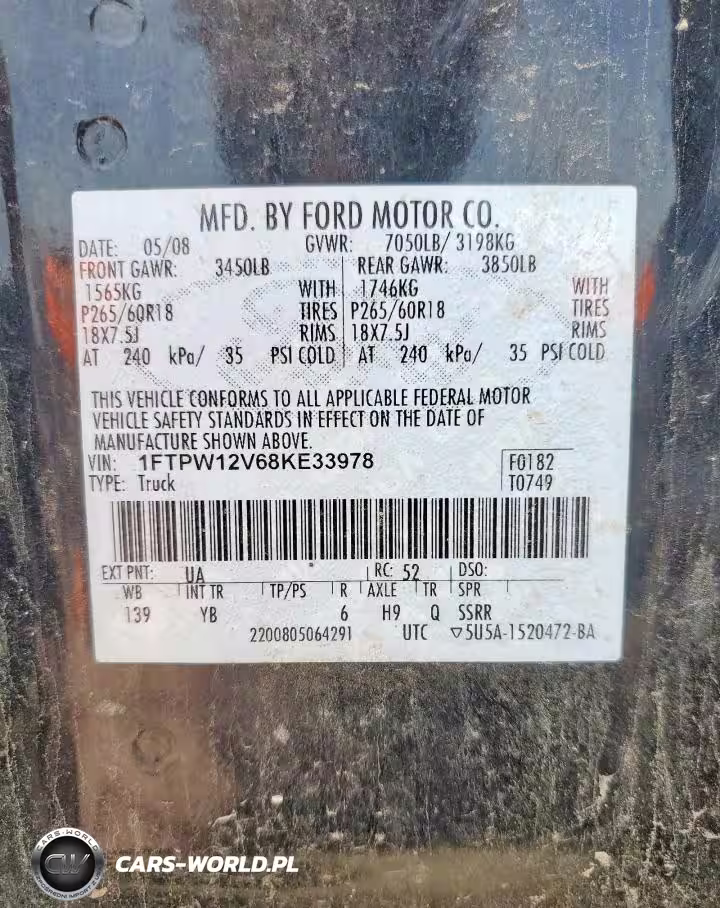 MFD. BY FORD MOTOR CO.
DATE: 05/08 GVWR: 7050LB/ 3198KG
FRONT GAWR: 3450LB REAR GAWR: 3850LB
1565KG WITH 1746KG WITH
P265/60R18 TIRES P265/60R18 TIRES
18X7.5J RIMS 18X7.5J RIMS
AT 240 kPa/ 35 PSI COLD AT 240 kPa/ 35 PSI COLD
THIS VEHICLE CONFORMS TO ALL APPLICABLE FEDERAL MOTOR
VEHICLE SAFETY STANDARDS IN EFFECT ON THE DATE OF
MANUFACTURE SHOWN ABOVE.
VIN: 1FTPW12V68KE33978 F0182
TYPE: Truck T0749
EXT PNT: UA RC: 52 DSO:
WB INT TR TP/PS R AXLE TR SPR
139 YB 6 H9 Q SSRR
2200805064291 UTC ▽5U5A-1520472-BA
CARS-WORLD
CW
CARS-WORLD.PL